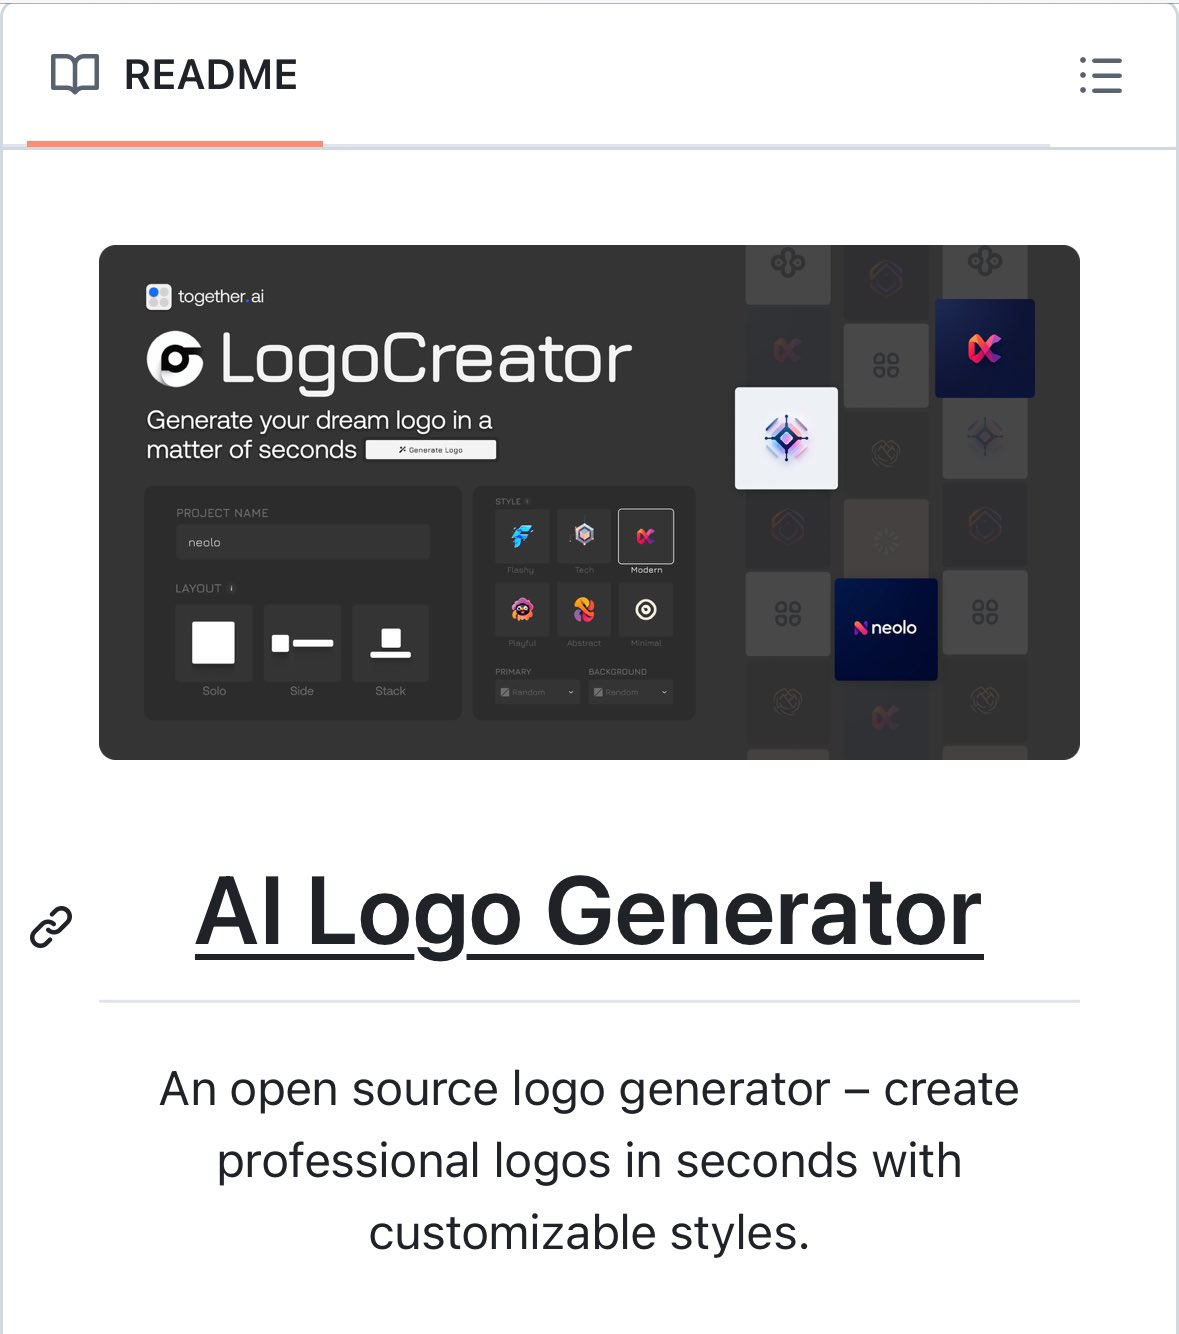 README
together.ai
LogoCreator
Generate your dream logo in a
matter of seconds
Generate Logo
PROJECT NAME
neolo
LAYOUT i
Solo
Side
Stack
STYLE i
Flashy
Tech
Modern
Playful
Abstract
Minimal
PRIMARY
BACKGROUND
Random
Random
neolo
AI Logo Generator
An open source logo generator – create
professional logos in seconds with
customizable styles.